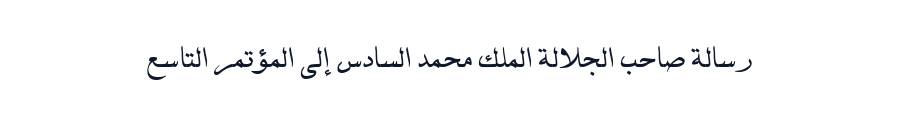 رسالة صاحب الجلالة الملك محمد السادس إلى المؤتمر التاسع